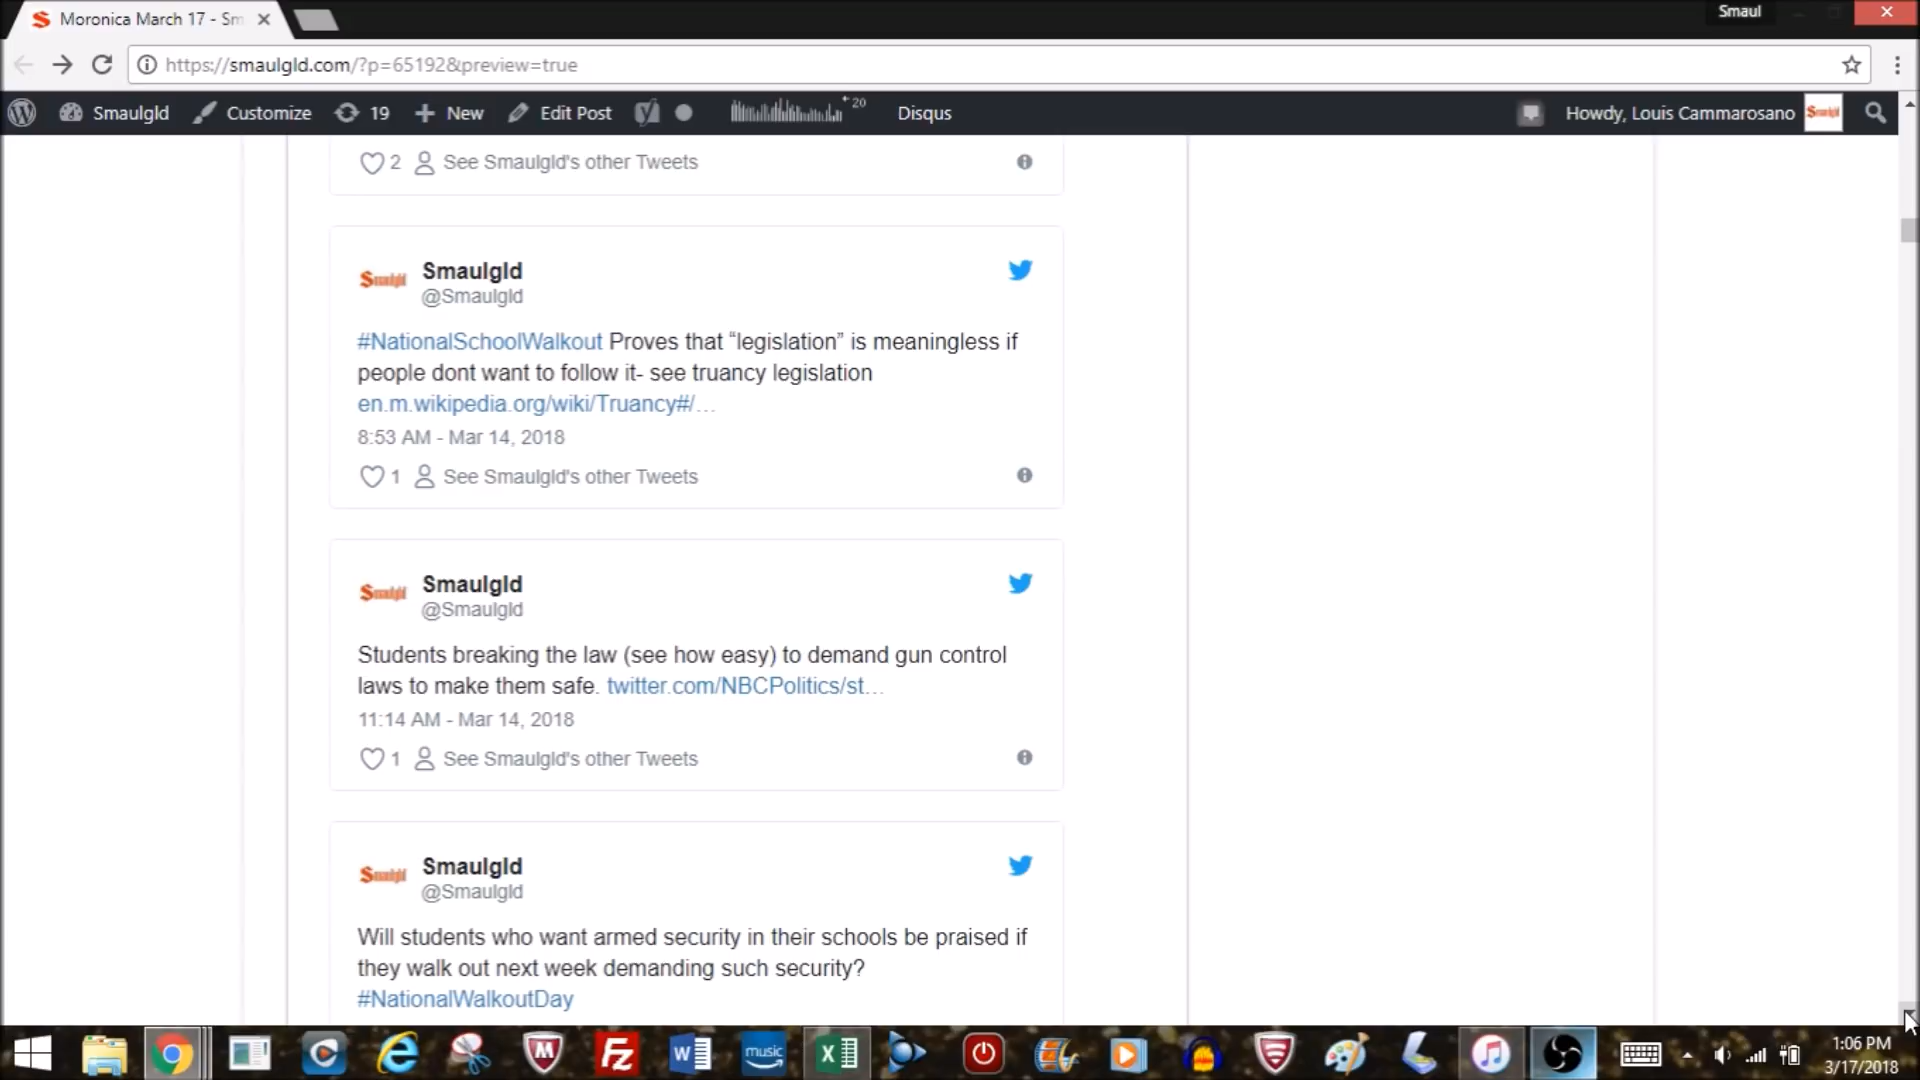 Moronica March 17 - Sm
Smaul
https://smaulgld.com/?p=65192&preview=true
Smaulgld Customize 19 New Edit Post 20 Disqus Howdy, Louis Cammarosano Smaulgld
2 See Smaulgld's other Tweets
Smaulgld
Smaulgld
@Smaulgld
#NationalSchoolWalkout Proves that “legislation” is meaningless if
people dont want to follow it- see truancy legislation
en.m.wikipedia.org/wiki/Truancy#/…
8:53 AM - Mar 14, 2018
1 See Smaulgld's other Tweets
Smaulgld
Smaulgld
@Smaulgld
Students breaking the law (see how easy) to demand gun control
laws to make them safe. twitter.com/NBCPolitics/st…
11:14 AM - Mar 14, 2018
1 See Smaulgld's other Tweets
Smaulgld
Smaulgld
@Smaulgld
Will students who want armed security in their schools be praised if
they walk out next week demanding such security?
#NationalWalkoutDay
music
1:06 PM
3/17/2018